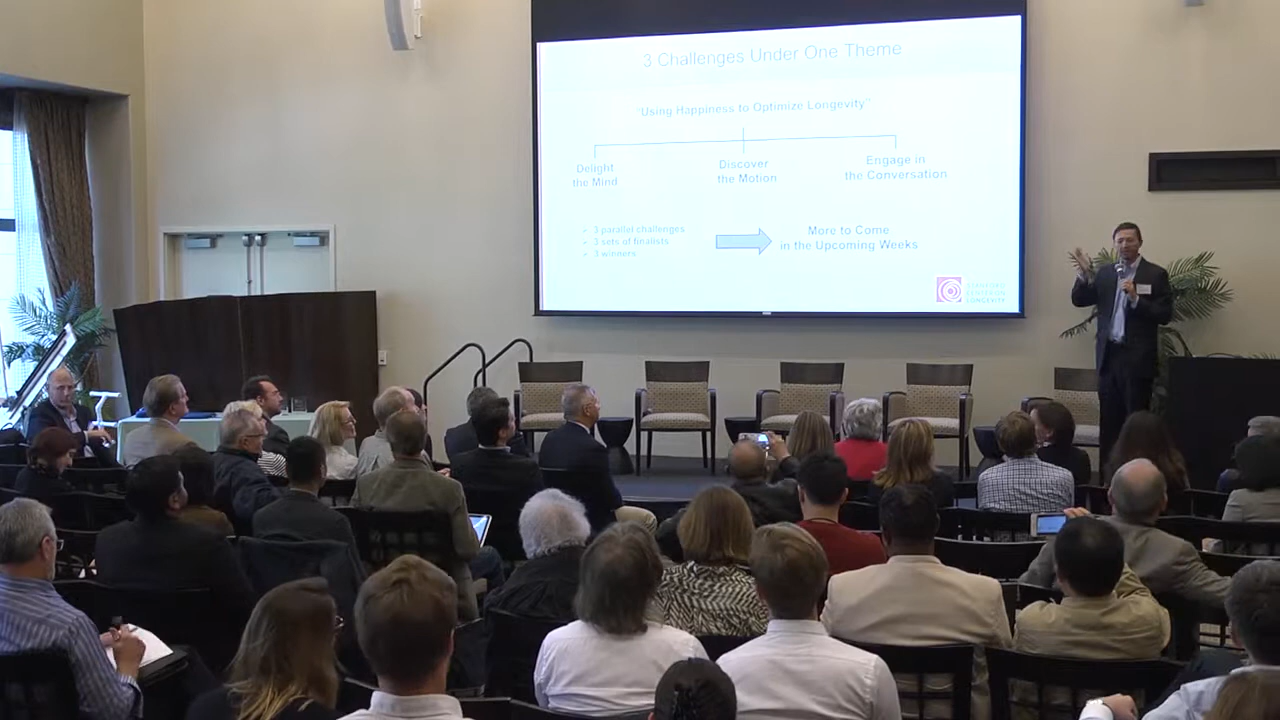 3 Challenges Under One Theme
"Using Happiness to Optimize Longevity"
Delight
the Mind
Discover
the Motion
Engage in
the Conversation
3 parallel challenges
3 sets of finalists
3 winners
More to Come
in the Upcoming Weeks
STANFORD
CENTER ON
LONGEVITY